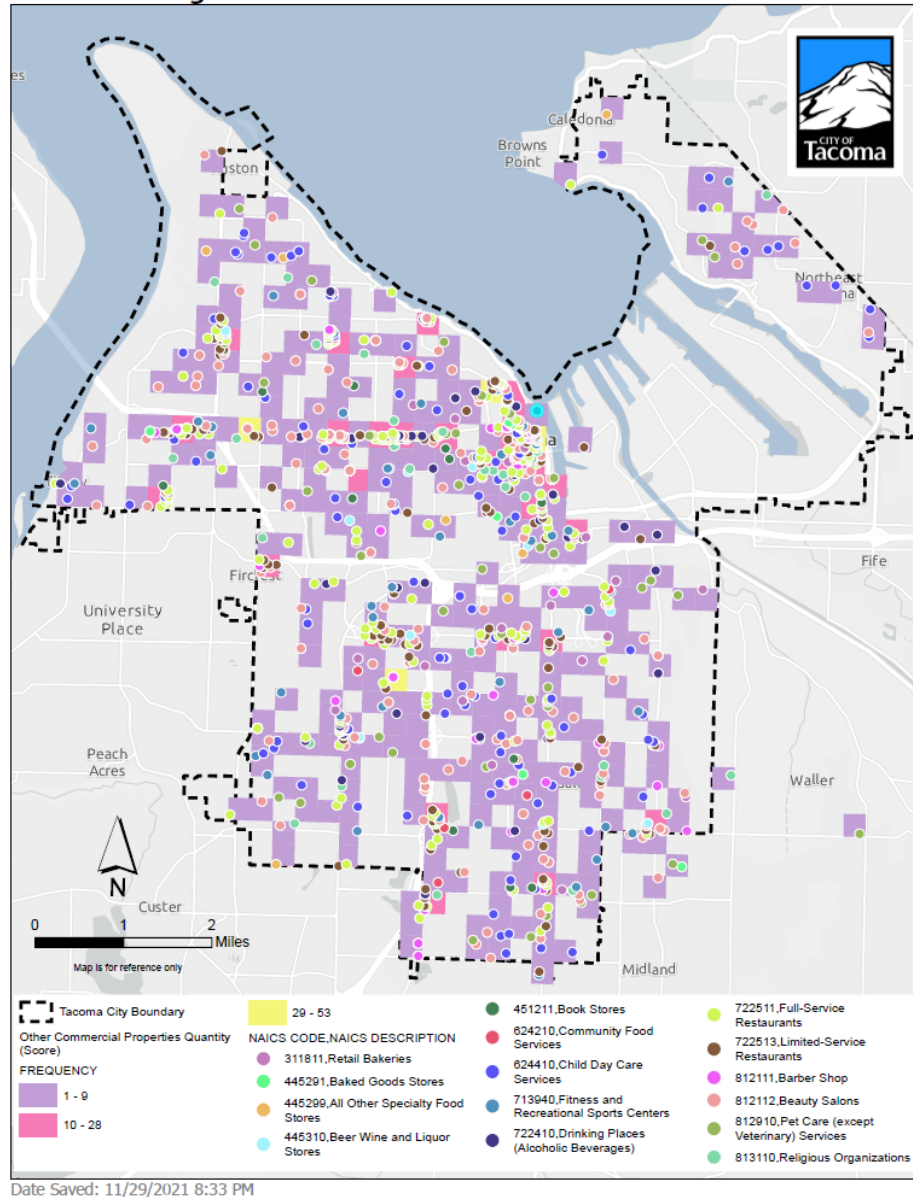 CITY OF
Tacoma
Caledonia
Browns
Point
Northeast
Fircrest
Fife
University
Place
Peach
Acres
Waller
N
Custer
0 1 2
Miles
Map is for reference only
Midland
Tacoma City Boundary
Other Commercial Properties Quantity
(Score)
FREQUENCY
1 - 9
10 - 28
29 - 53
NAICS CODE,NAICS DESCRIPTION
311811,Retail Bakeries
445291,Baked Goods Stores
445299,All Other Specialty Food
Stores
445310,Beer Wine and Liquor
Stores
451211,Book Stores
624210,Community Food
Services
624410,Child Day Care
Services
713940,Fitness and
Recreational Sports Centers
722410,Drinking Places
(Alcoholic Beverages)
722511,Full-Service
Restaurants
722513,Limited-Service
Restaurants
812111,Barber Shop
812112,Beauty Salons
812910,Pet Care (except
Veterinary) Services
813110,Religious Organizations
Date Saved: 11/29/2021 8:33 PM